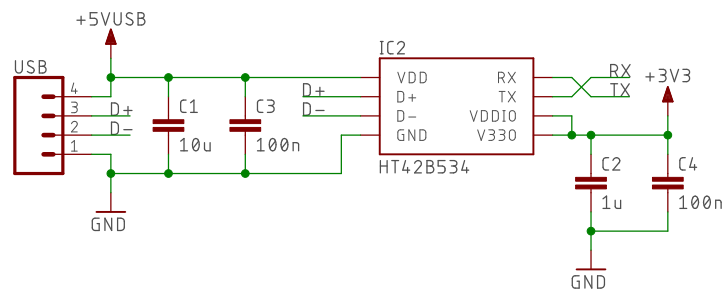 +5VUSB
USB
4
3
2
1
D+
D-
C1
10u
C3
100n
D+
D-
IC2
VDD
D+
D-
GND
RX
TX
VDDIO
V330
HT42B534
RX
TX
+3V3
C2
1u
C4
100n
GND
GND